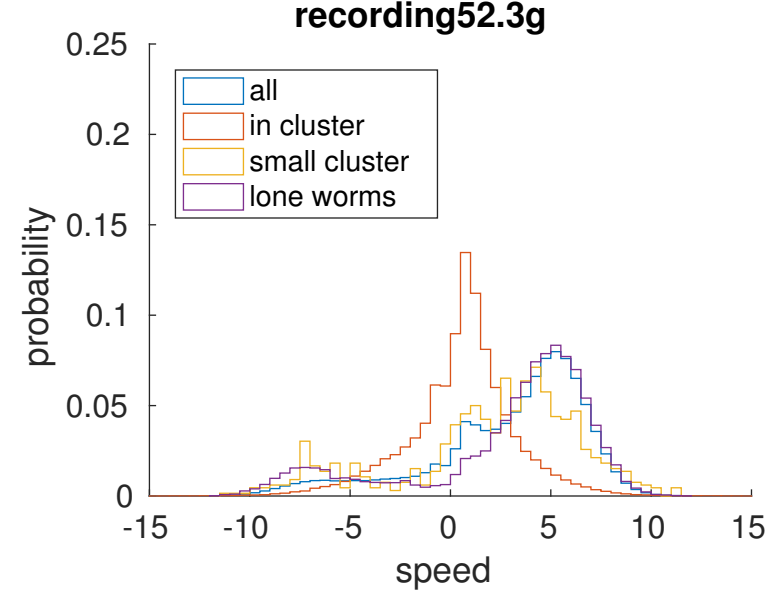 recording52.3g
0.25
0.2
0.15
0.1
0.05
0
all
in cluster
small cluster
lone worms
probability
-15 -10 -5 0 5 10 15
speed